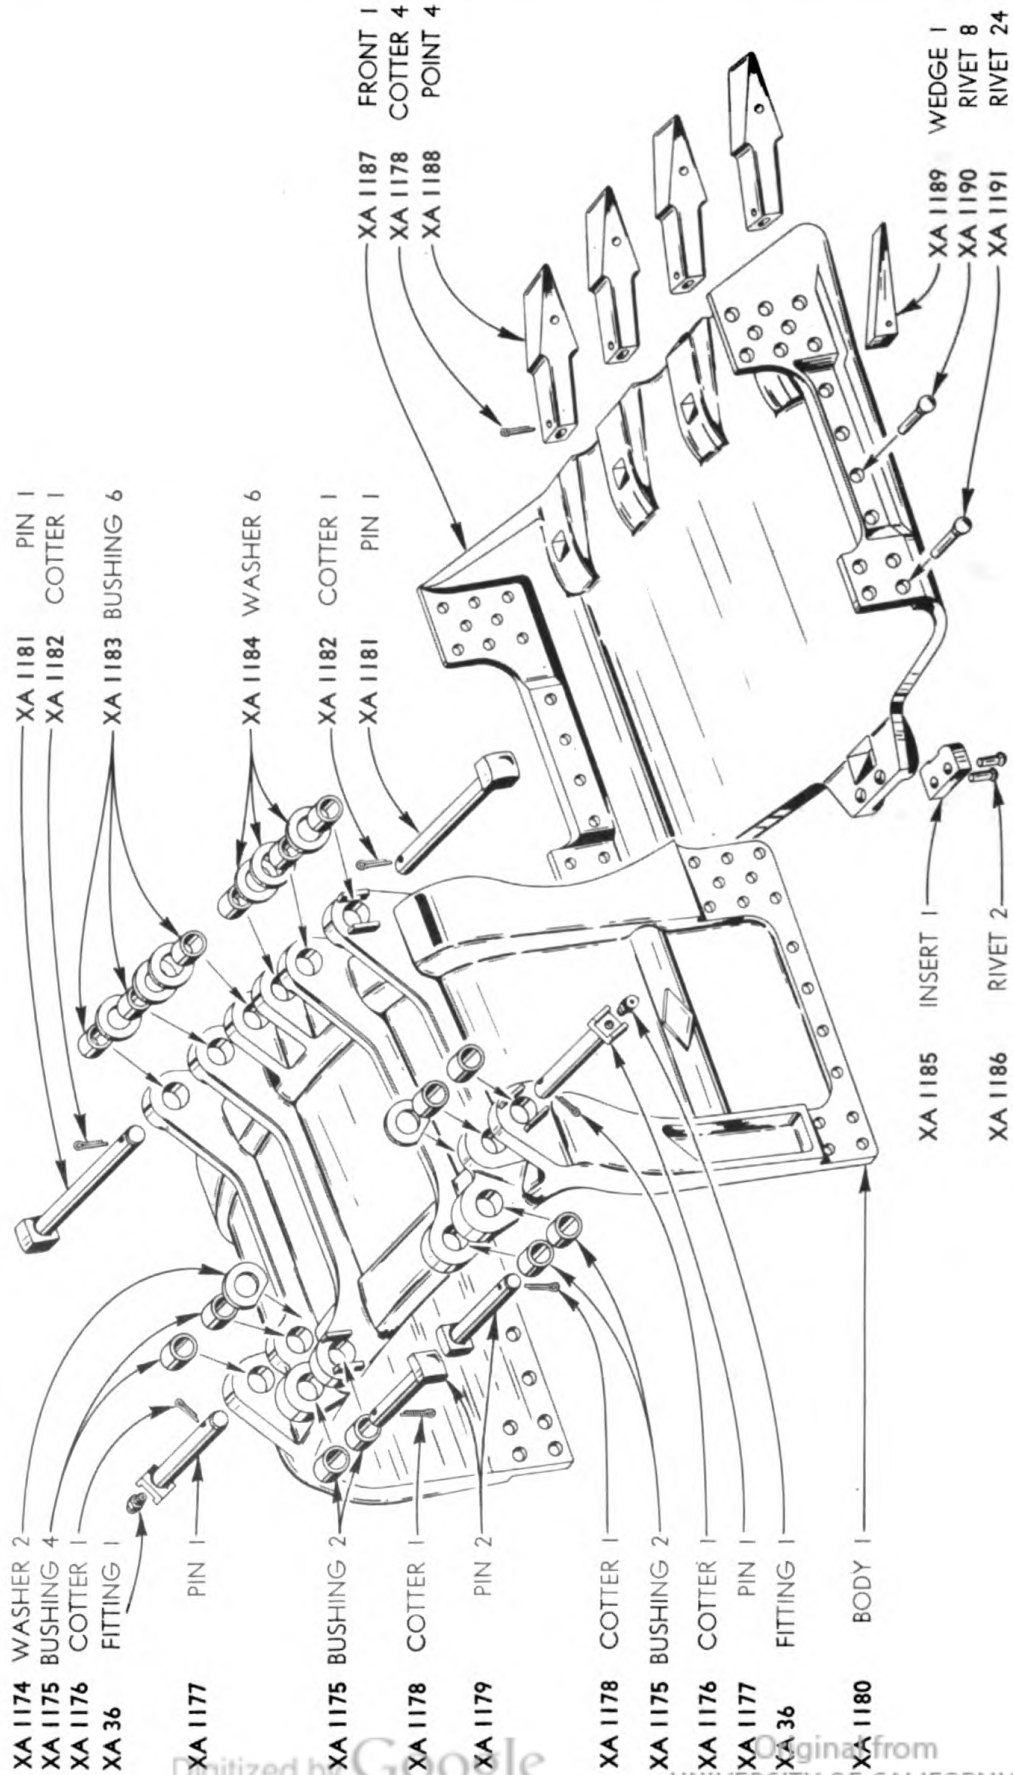 XA 1174 WASHER 2
XA 1175 BUSHING 4
XA 1176 COTTER 1
XA 36 FITTING 1
XA 1177 PIN 1
XA 1175 BUSHING 2
XA 1178 COTTER 1
XA 1179 PIN 2
XA 1178 COTTER 1
XA 1175 BUSHING 2
XA 1176 COTTER 1
XA 1177 PIN 1
XA 36 FITTING 1
XA 1180 BODY 1
XA 1181 PIN 1
XA 1182 COTTER 1
XA 1183 BUSHING 6
XA 1184 WASHER 6
XA 1182 COTTER 1
XA 1181 PIN 1
XA 1185 INSERT 1
XA 1186 RIVET 2
XA 1187 FRONT 1
XA 1178 COTTER 4
XA 1188 POINT 4
XA 1189 WEDGE 1
XA 1190 RIVET 8
XA 1191 RIVET 24
Digitized by Google
Original from
UNIVERSITY OF CALIFORNIA